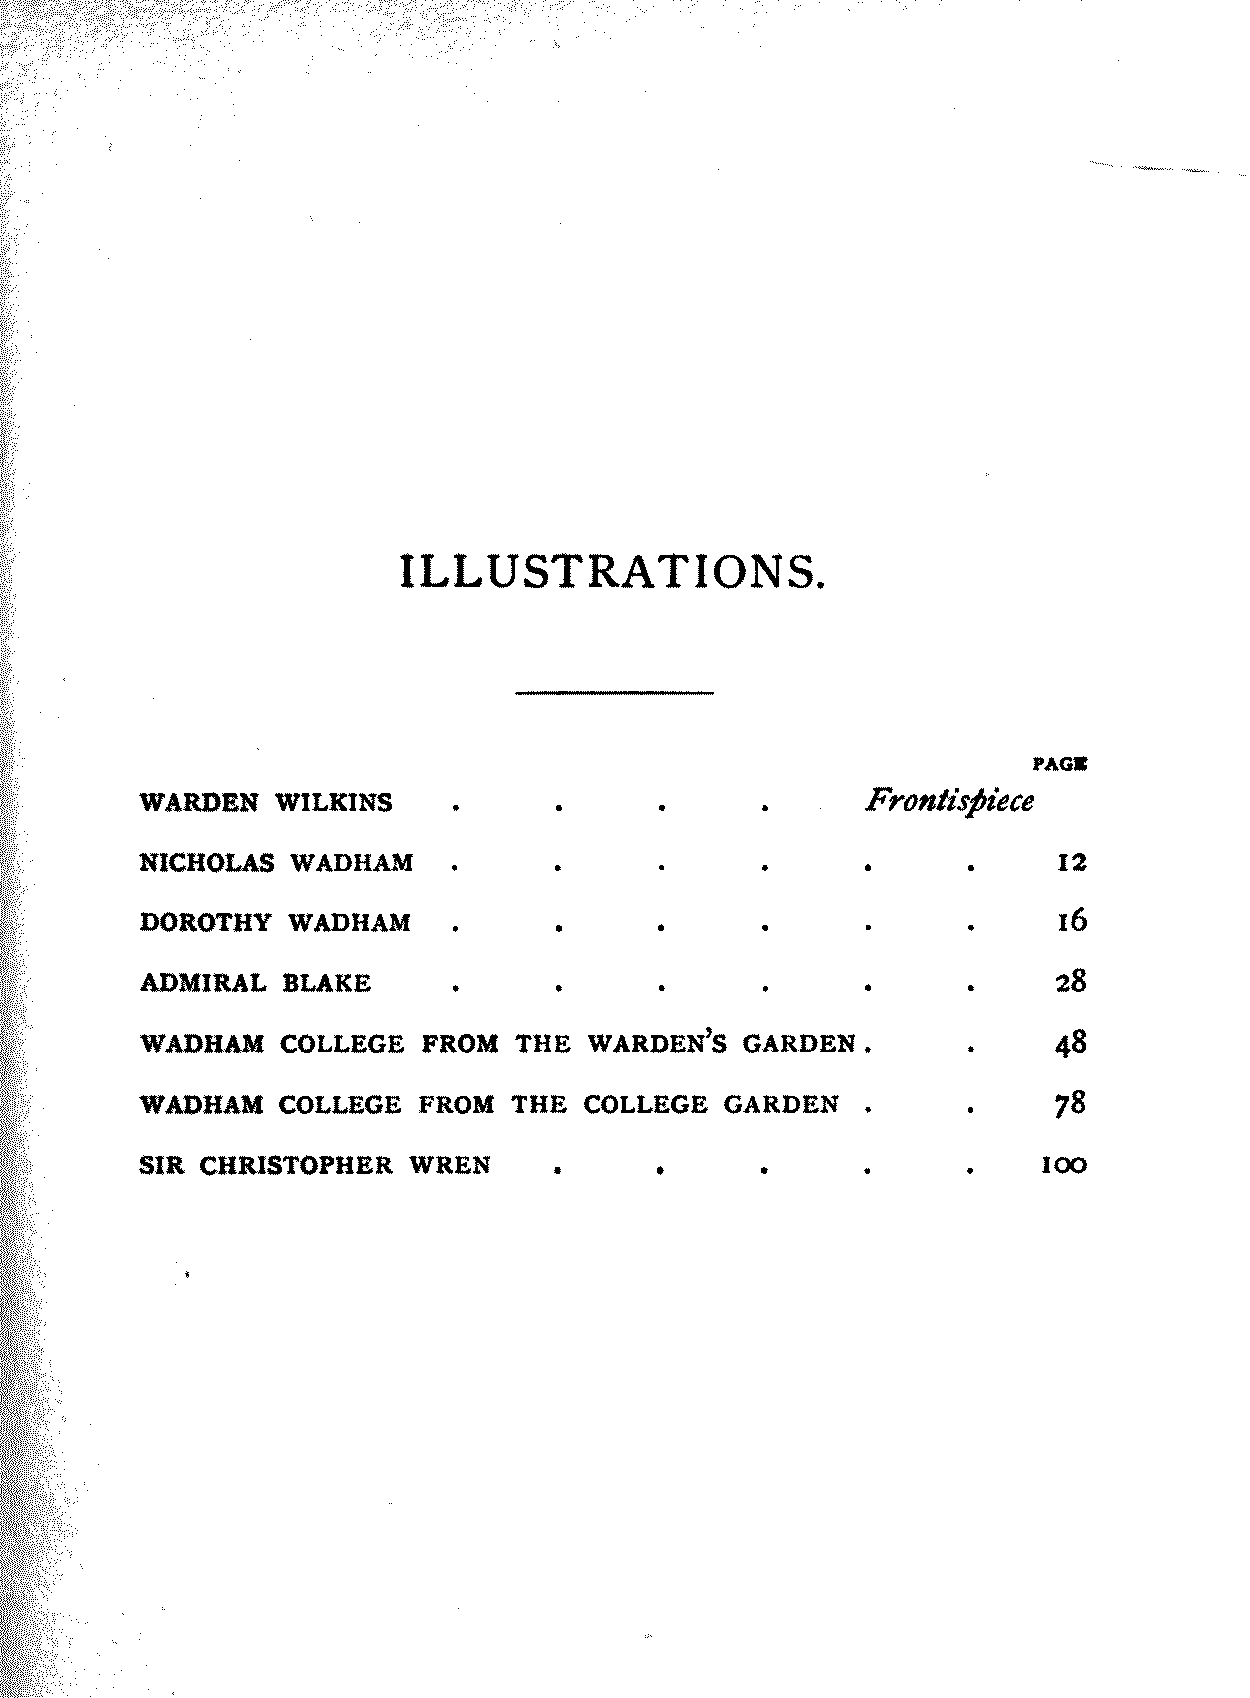 ILLUSTRATIONS.
PAGE
WARDEN WILKINS . . . . Frontispiece
NICHOLAS WADHAM . . . . . . 12
DOROTHY WADHAM . . . . . . 16
ADMIRAL BLAKE . . . . . . 28
WADHAM COLLEGE FROM THE WARDEN'S GARDEN . . 48
WADHAM COLLEGE FROM THE COLLEGE GARDEN . . 78
SIR CHRISTOPHER WREN . . . . . 100